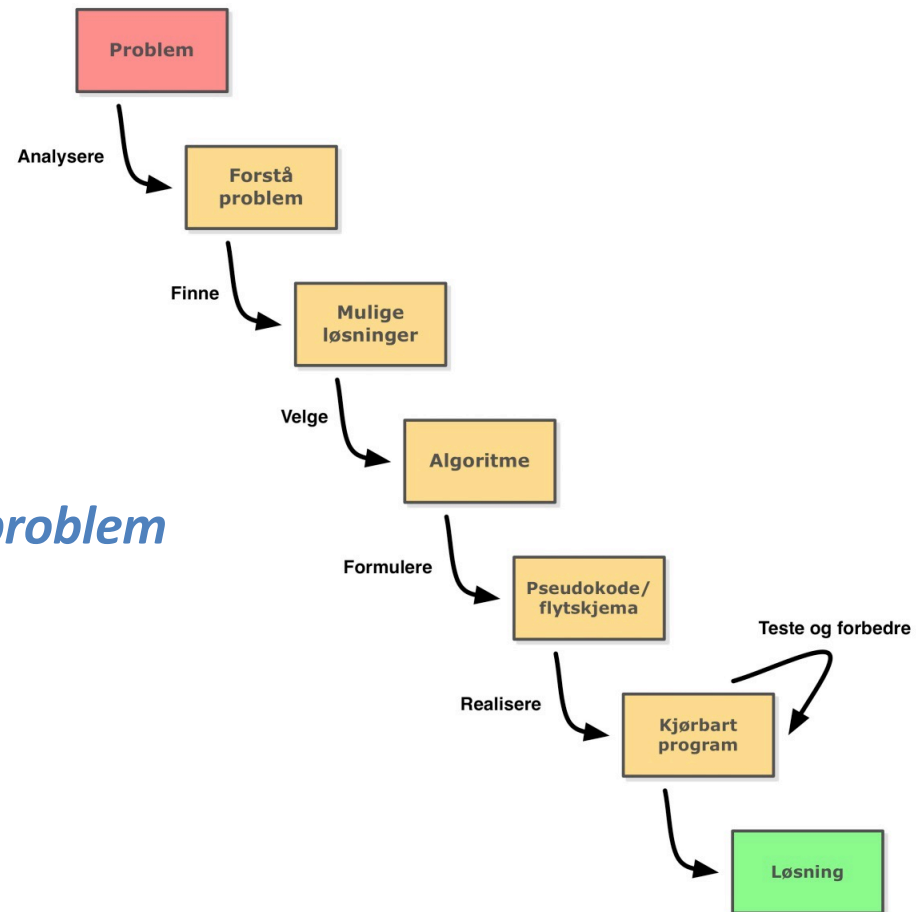 Problem
Analysere
Forstå
problem
Finne
Mulige
løsninger
Velge
Algoritme
problem
Formulere
Pseudokode/
flytskjema
Teste og forbedre
Realisere
Kjørbart
program
Løsning